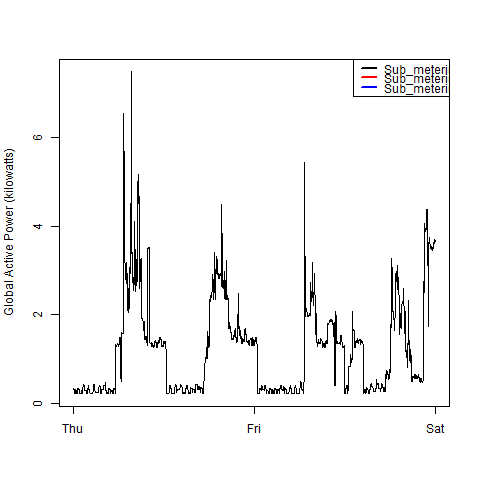 Sub_meteri
Sub_meteri
Sub_meteri
Global Active Power (kilowatts)
6
4
2
0
Thu Fri Sat